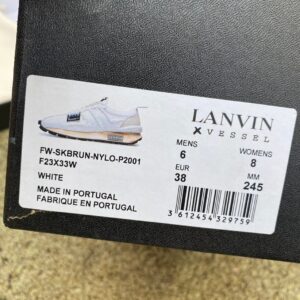 LANVIN
X VESSEL
FW-SKBRUN-NYLO-P2001
F23X33W
WHITE
MADE IN PORTUGAL
FABRIQUE EN PORTUGAL
MENS
6
WOMENS
8
EUR
38
MM
245
3 612454 329759